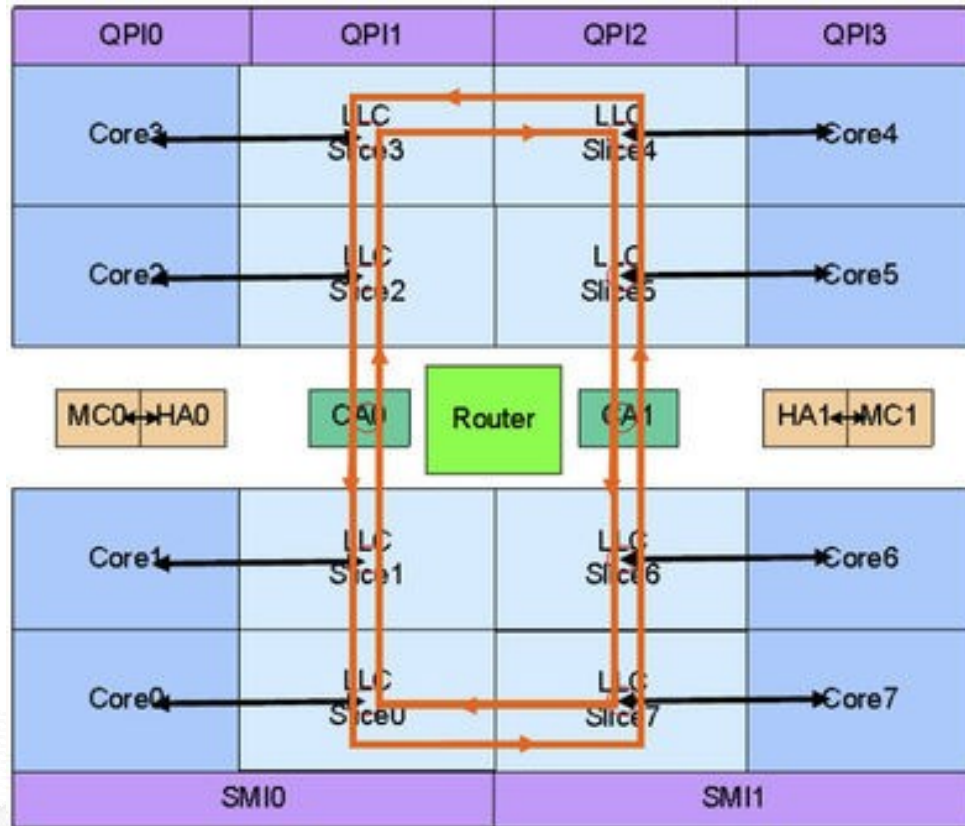 QPI0 QPI1 QPI2 QPI3
Core3 LLC LLC Core4
Slice3 Slice4
Core2 LLC LLC Core5
Slice2 Slice5
MC0 HA0 CA0 Router CA1 HA1 MC1
Core1 LLC LLC Core6
Slice1 Slice6
Core0 LLC LLC Core7
Slice0 Slice7
SMI0 SMI1